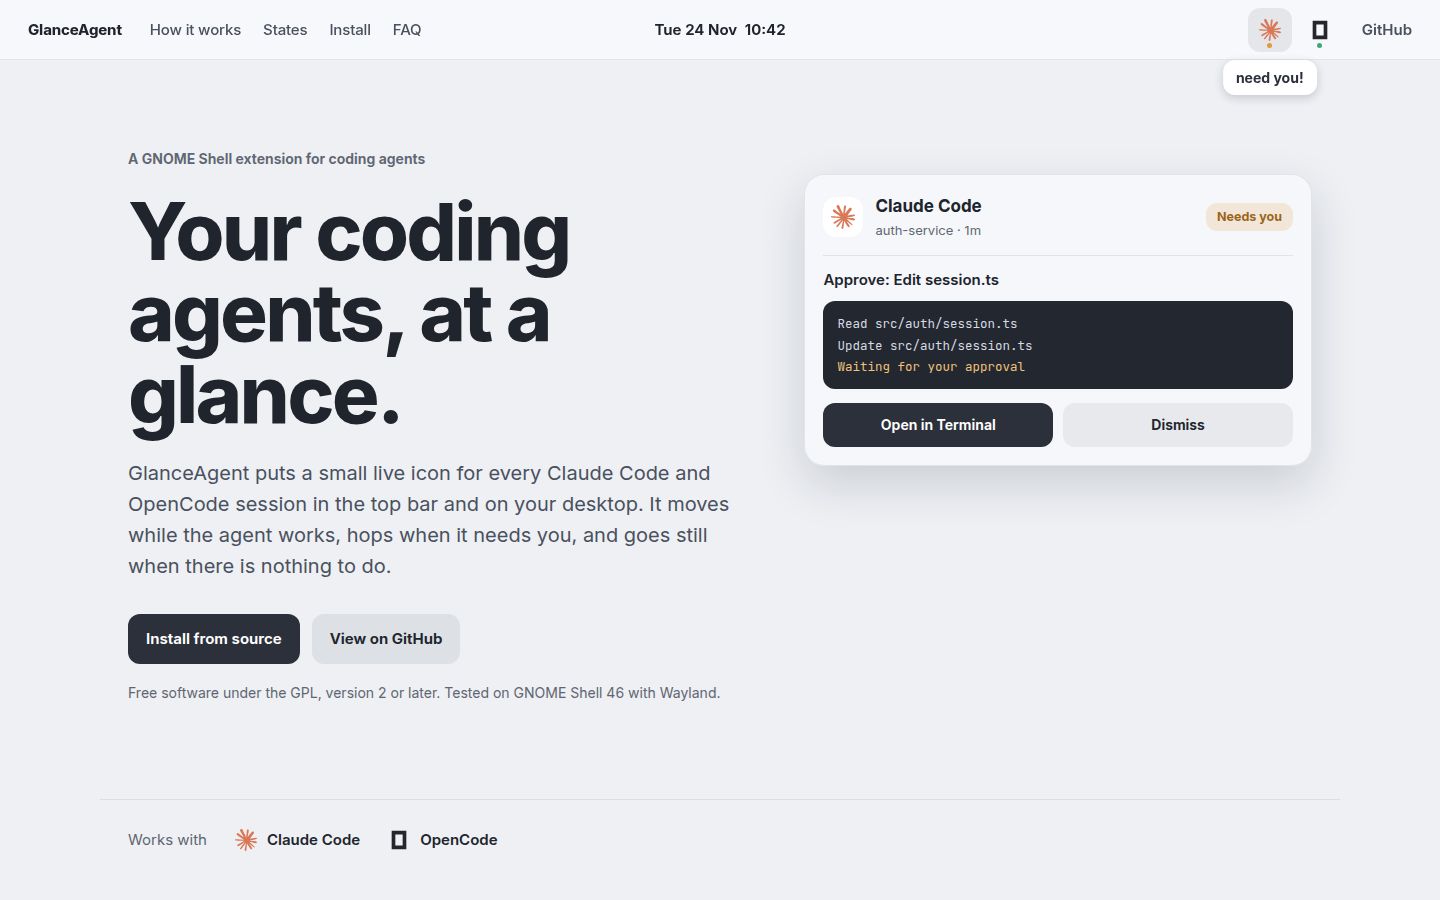 GlanceAgent How it works States Install FAQ Tue 24 Nov 10:42 GitHub
need you!
A GNOME Shell extension for coding agents
Your coding
agents, at a
glance.
GlanceAgent puts a small live icon for every Claude Code and
OpenCode session in the top bar and on your desktop. It moves
while the agent works, hops when it needs you, and goes still
when there is nothing to do.
Install from source View on GitHub
Free software under the GPL, version 2 or later. Tested on GNOME Shell 46 with Wayland.
Claude Code
auth-service · 1m
Needs you
Approve: Edit session.ts
Read src/auth/session.ts
Update src/auth/session.ts
Waiting for your approval
Open in Terminal Dismiss
Works with Claude Code OpenCode